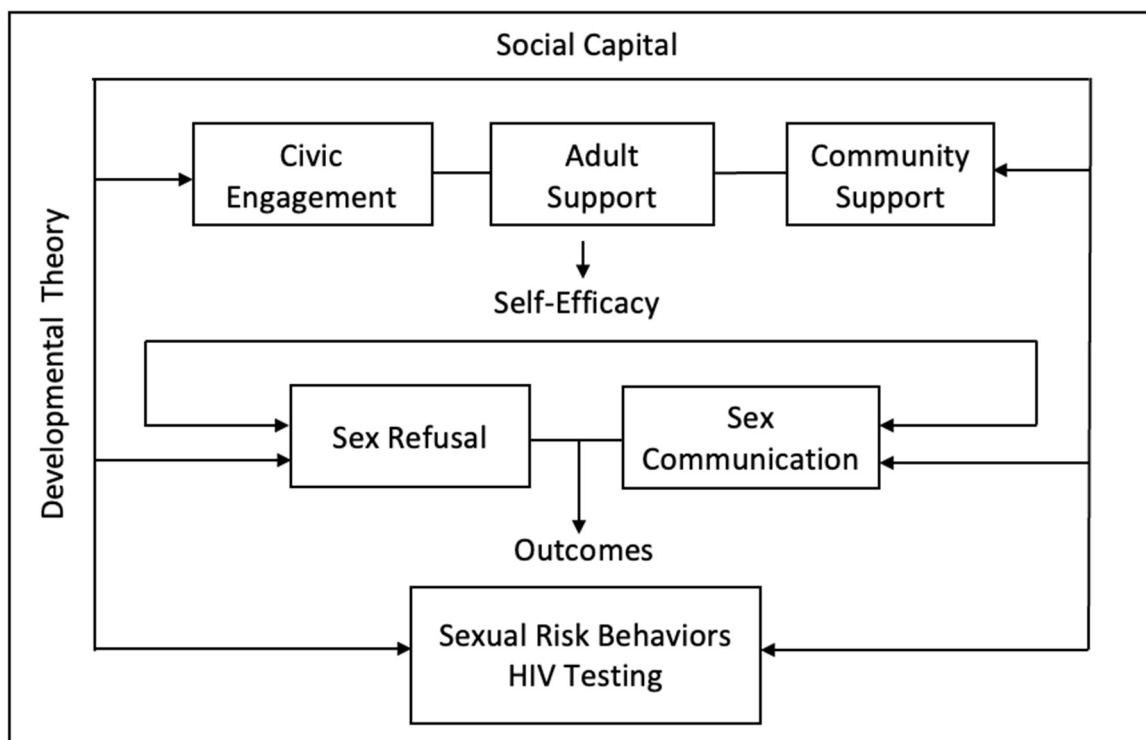 Social Capital
Civic
Engagement
Adult
Support
Community
Support
Developmental Theory
Self-Efficacy
Sex Refusal
Sex
Communication
Outcomes
Sexual Risk Behaviors
HIV Testing